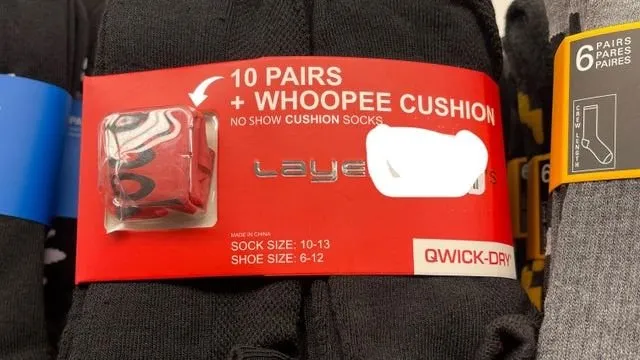 10 PAIRS
+ WHOOPEE CUSHION
NO SHOW CUSHION SOCKS
MADE IN CHINA
SOCK SIZE: 10-13
SHOE SIZE: 6-12
QWICK-DRY
6 PAIRS
PARES
PAIRES
CREW LENGTH
6